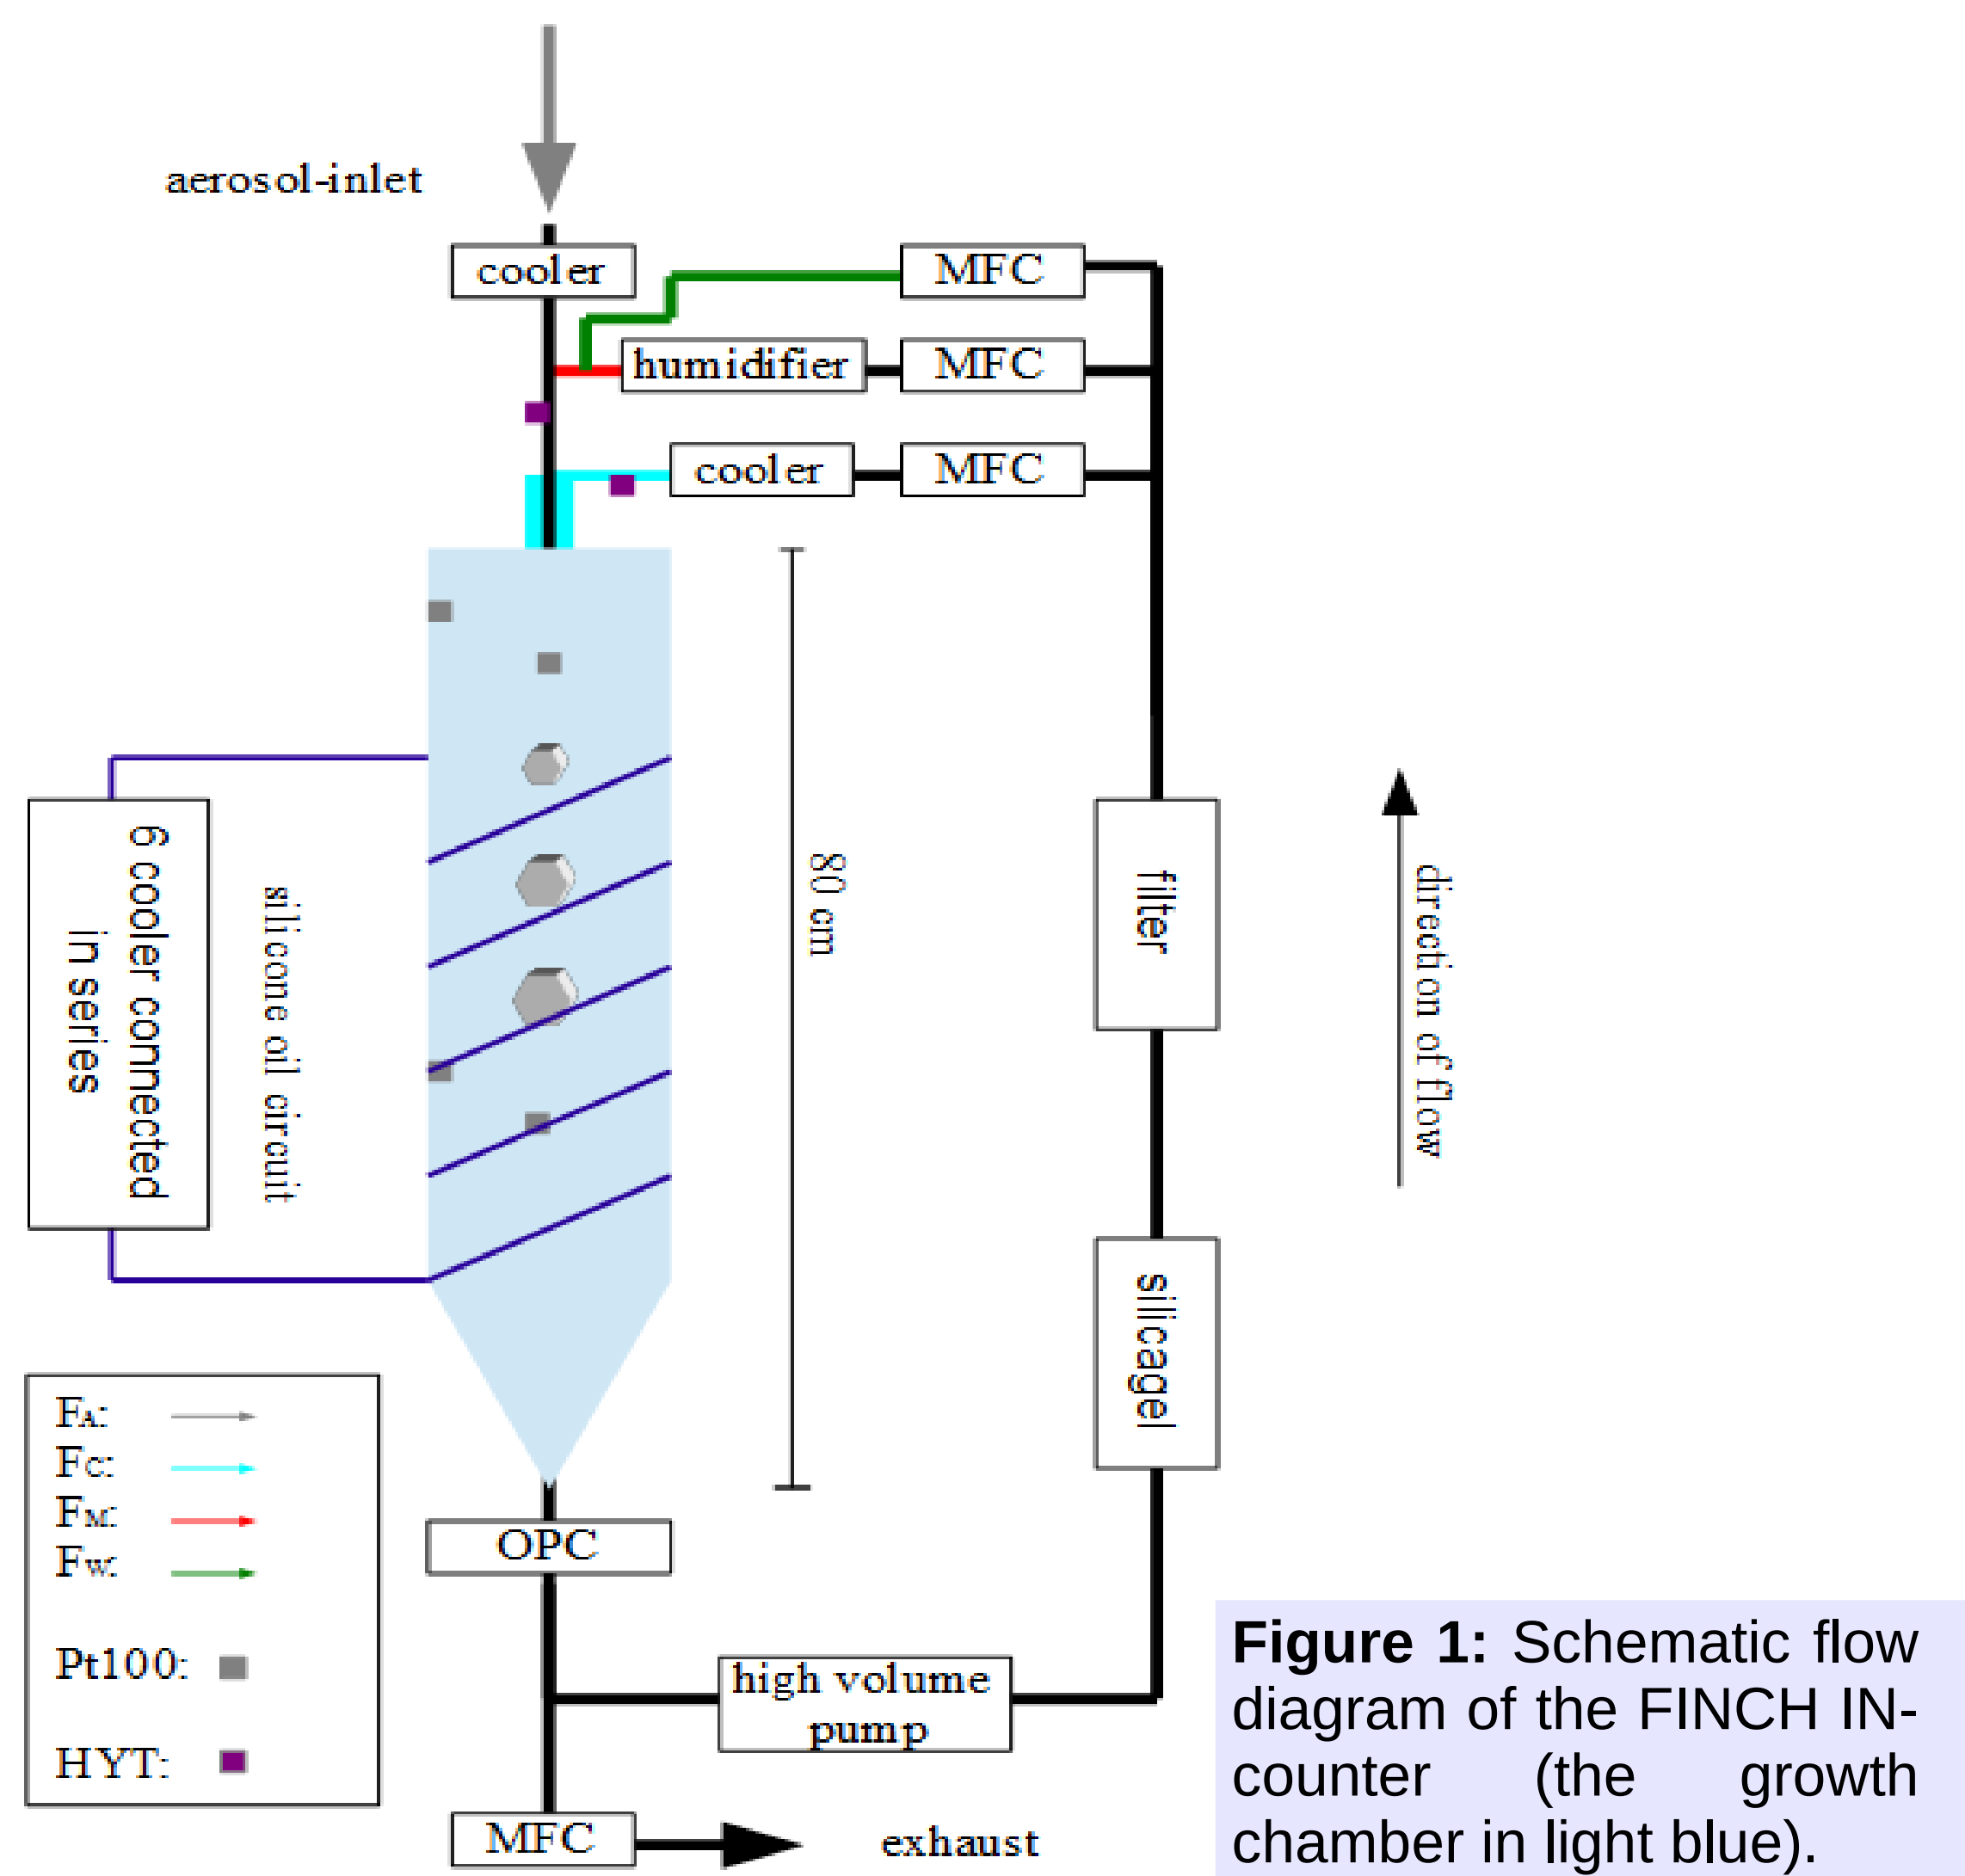 aerosol-inlet
cooler
MFC
humidifier
MFC
cooler
MFC
80 cm
6 cooler connected
in series
silicone oil circuit
filter
direction of flow
silicagel
FA:
FC:
FM:
FW:
Pt100:
HYT:
OPC
high volume
pump
MFC
exhaust
Figure 1: Schematic flow
diagram of the FINCH IN-
counter (the growth
chamber in light blue).